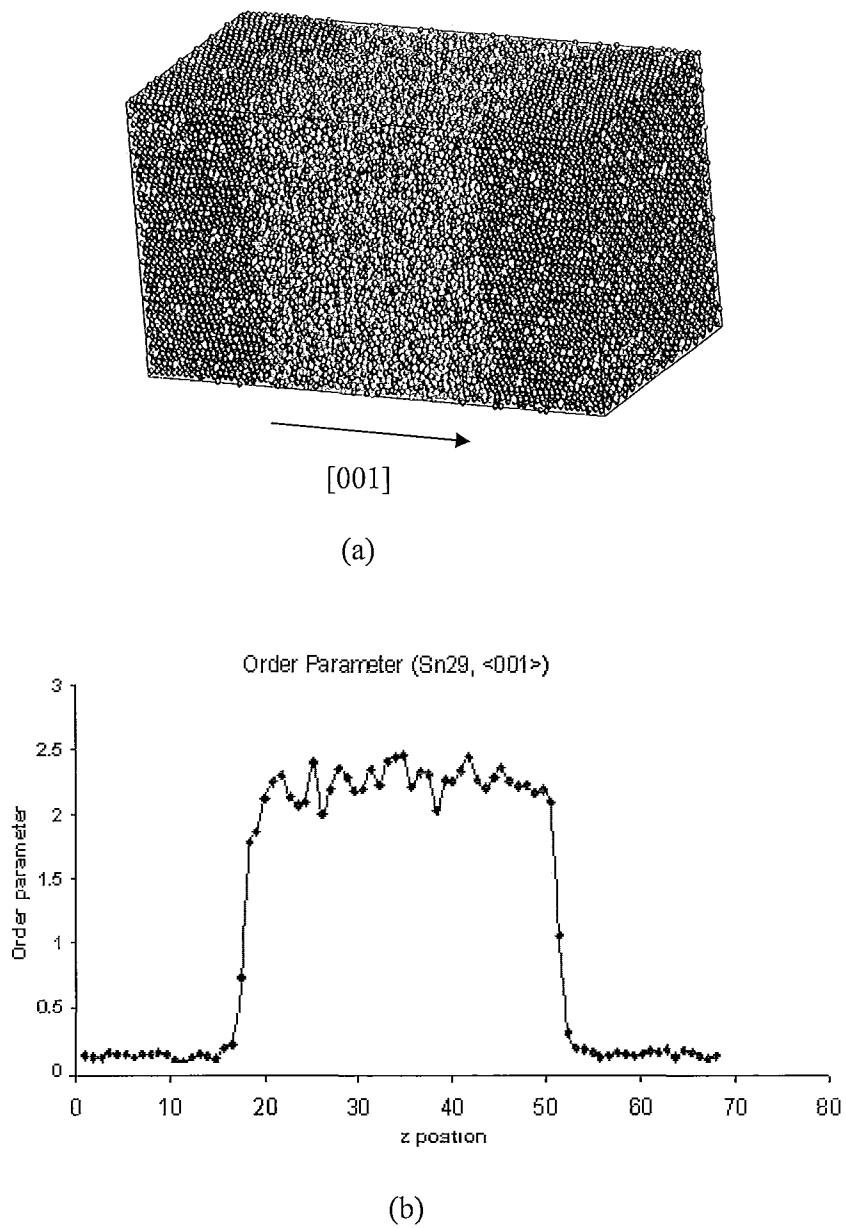 [001]
(a)
Order Parameter (Sn29, <001>)
3
2.5
2
1.5
1
0.5
0
Order parameter
0 10 20 30 40 50 60 70 80
z position
(b)